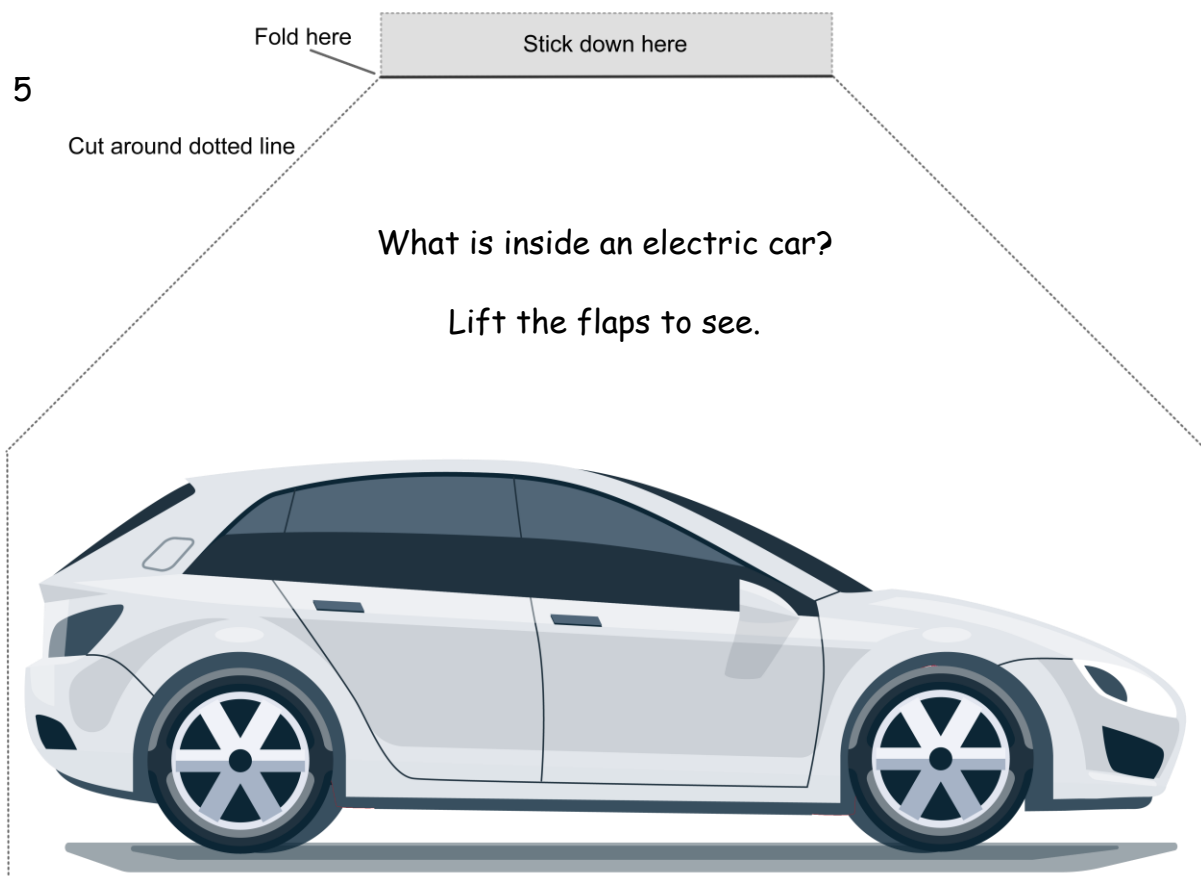 Fold here
Stick down here
5
Cut around dotted line
What is inside an electric car?
Lift the flaps to see.